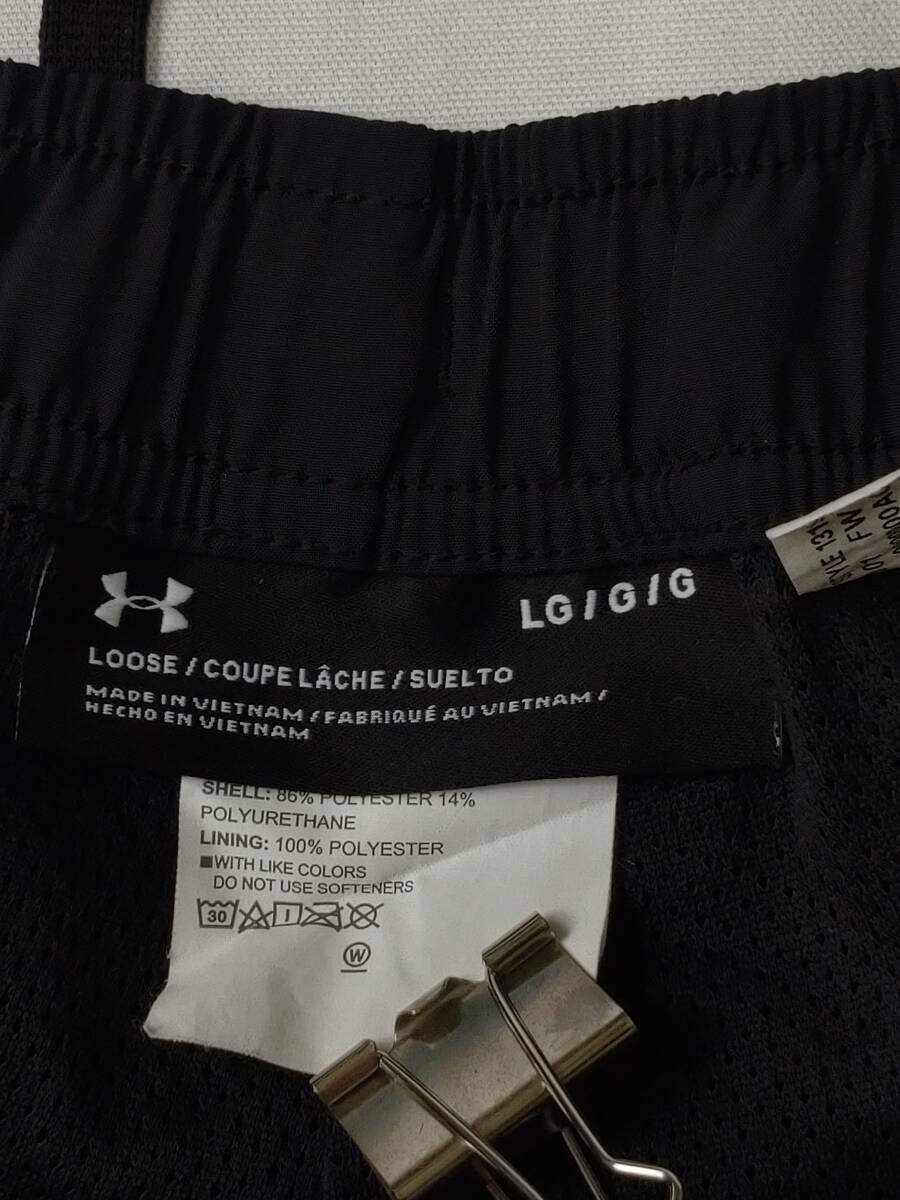 LG / G / G
LOOSE / COUPE LÂCHE / SUELTO
MADE IN VIETNAM / FABRIQUÉ AU VIETNAM /
HECHO EN VIETNAM
SHELL: 86% POLYESTER 14%
POLYURETHANE
LINING: 100% POLYESTER
WITH LIKE COLORS
DO NOT USE SOFTENERS
30
W
FW